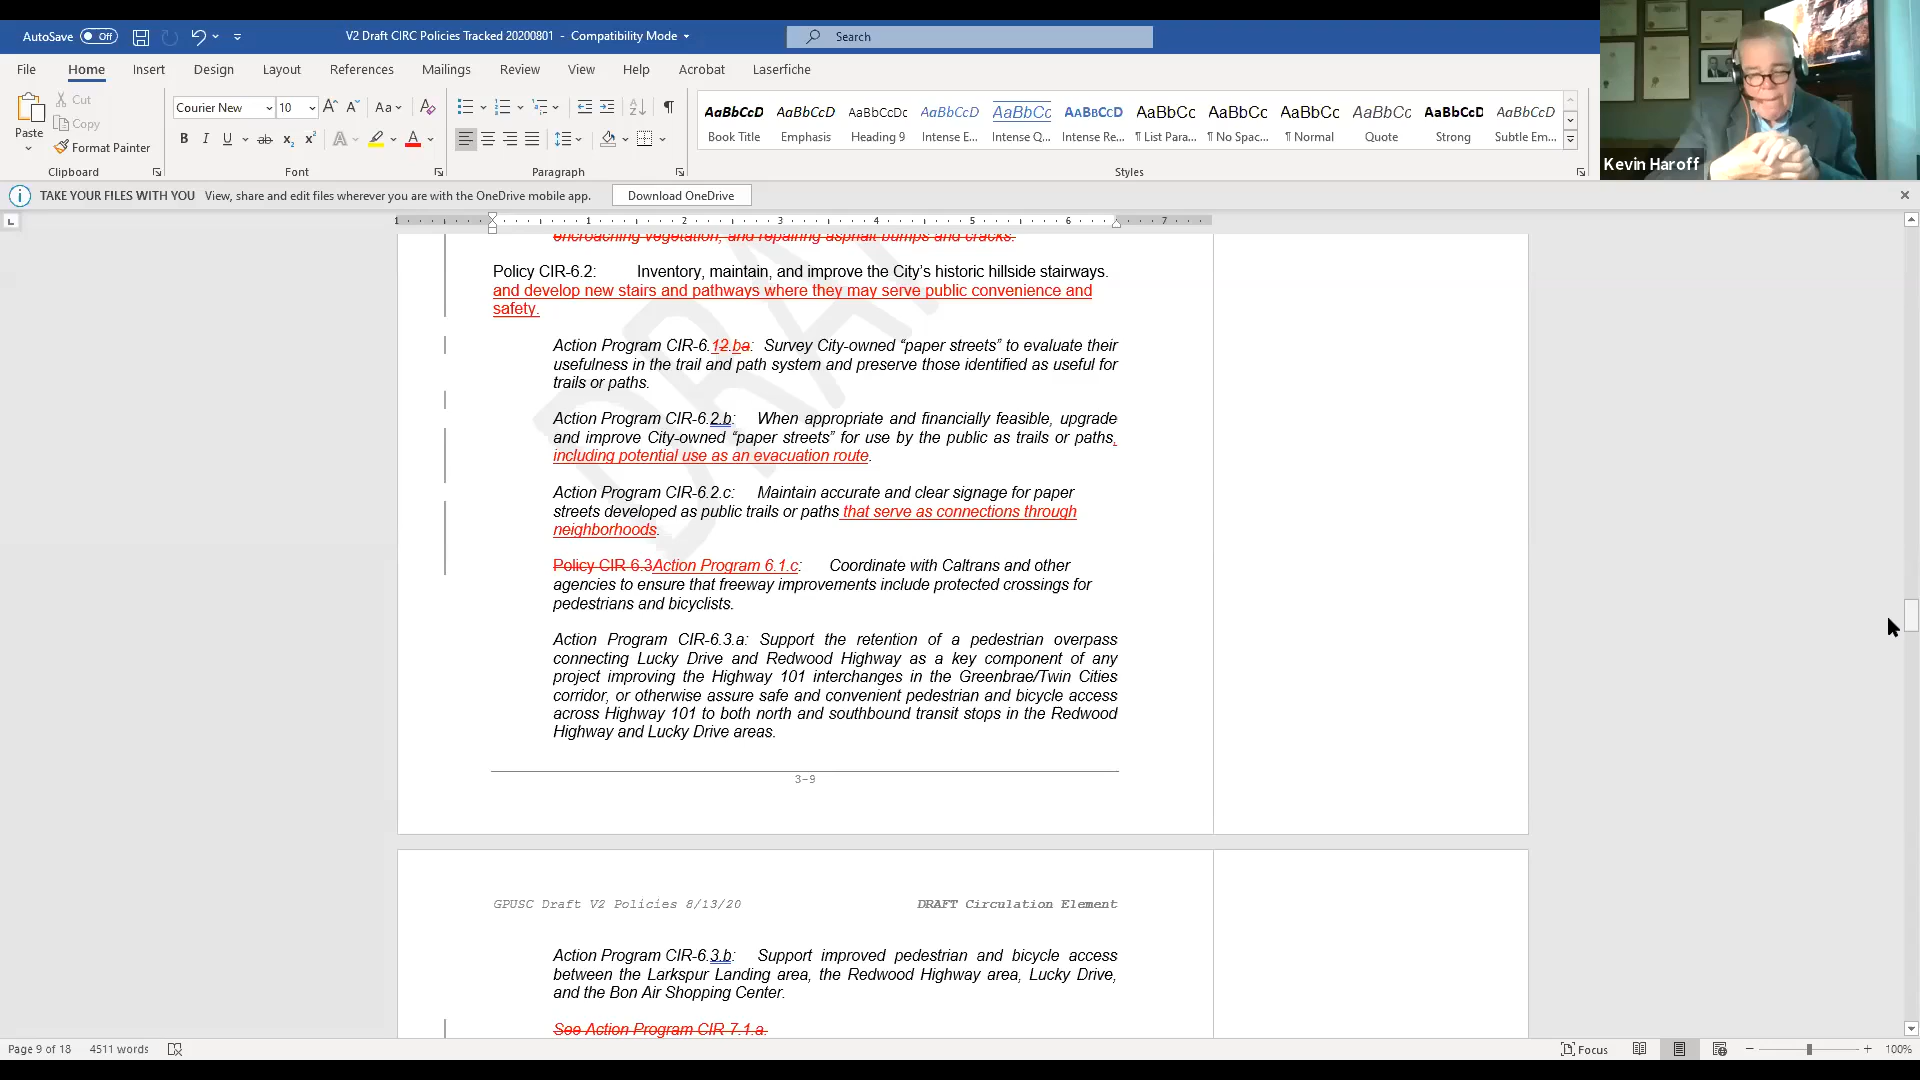 AutoSave Off V2 Draft CIRC Policies Tracked 20200801 - Compatibility Mode Search
File Home Insert Design Layout References Mailings Review View Help Acrobat Laserfiche
Paste Cut Copy Format Painter
Clipboard
Courier New 10 Aa
B I U ab x₂ x² A A
Font
Paragraph
AaBbCcD AaBbCcD AaBbCcDc AaBbCcD AaBbCc AaBbCcD AaBbCc AaBbCc AaBbCc AaBbCc AaBbCcD AaBbCcD
Book Title Emphasis Heading 9 Intense E... Intense Q... Intense Re... ¶ List Para... ¶ No Spac... ¶ Normal Quote Strong Subtle Em...
Styles
Kevin Haroff
TAKE YOUR FILES WITH YOU View, share and edit files wherever you are with the OneDrive mobile app. Download OneDrive
1 1 2 3 4 5 6 7
encroaching vegetation, and repairing asphalt bumps and cracks.
Policy CIR-6.2: Inventory, maintain, and improve the City’s historic hillside stairways.
and develop new stairs and pathways where they may serve public convenience and
safety.
Action Program CIR-6.12.ba: Survey City-owned “paper streets” to evaluate their
usefulness in the trail and path system and preserve those identified as useful for
trails or paths.
Action Program CIR-6.2.b: When appropriate and financially feasible, upgrade
and improve City-owned “paper streets” for use by the public as trails or paths,
including potential use as an evacuation route.
Action Program CIR-6.2.c: Maintain accurate and clear signage for paper
streets developed as public trails or paths that serve as connections through
neighborhoods.
Policy CIR-6.3Action Program 6.1.c: Coordinate with Caltrans and other
agencies to ensure that freeway improvements include protected crossings for
pedestrians and bicyclists.
Action Program CIR-6.3.a: Support the retention of a pedestrian overpass
connecting Lucky Drive and Redwood Highway as a key component of any
project improving the Highway 101 interchanges in the Greenbrae/Twin Cities
corridor, or otherwise assure safe and convenient pedestrian and bicycle access
across Highway 101 to both north and southbound transit stops in the Redwood
Highway and Lucky Drive areas.
3-9
DRAFT
GPUSC Draft V2 Policies 8/13/20 DRAFT Circulation Element
Action Program CIR-6.3.b: Support improved pedestrian and bicycle access
between the Larkspur Landing area, the Redwood Highway area, Lucky Drive,
and the Bon Air Shopping Center.
See Action Program CIR 7.1.a.
Page 9 of 18 4511 words Focus 100%